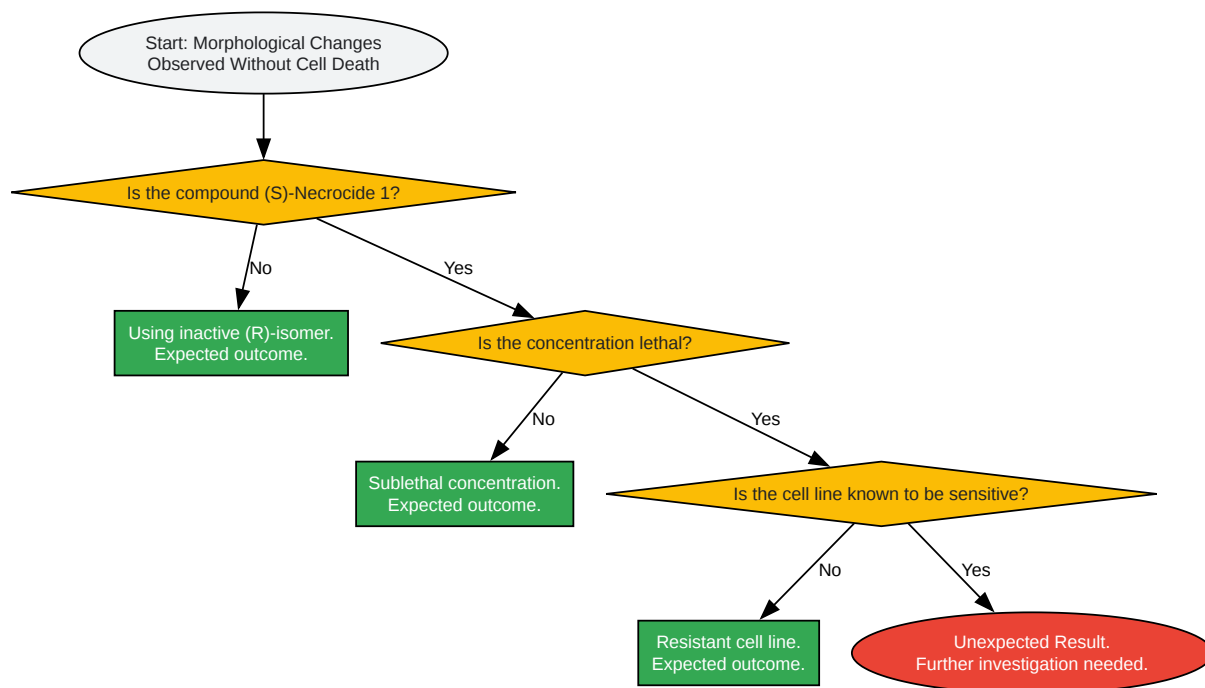 Start: Morphological Changes
Observed Without Cell Death
Is the compound (S)-Necrocide 1?
No
Yes
Using inactive (R)-isomer.
Expected outcome.
Is the concentration lethal?
No
Yes
Sublethal concentration.
Expected outcome.
Is the cell line known to be sensitive?
No
Yes
Resistant cell line.
Expected outcome.
Unexpected Result.
Further investigation needed.